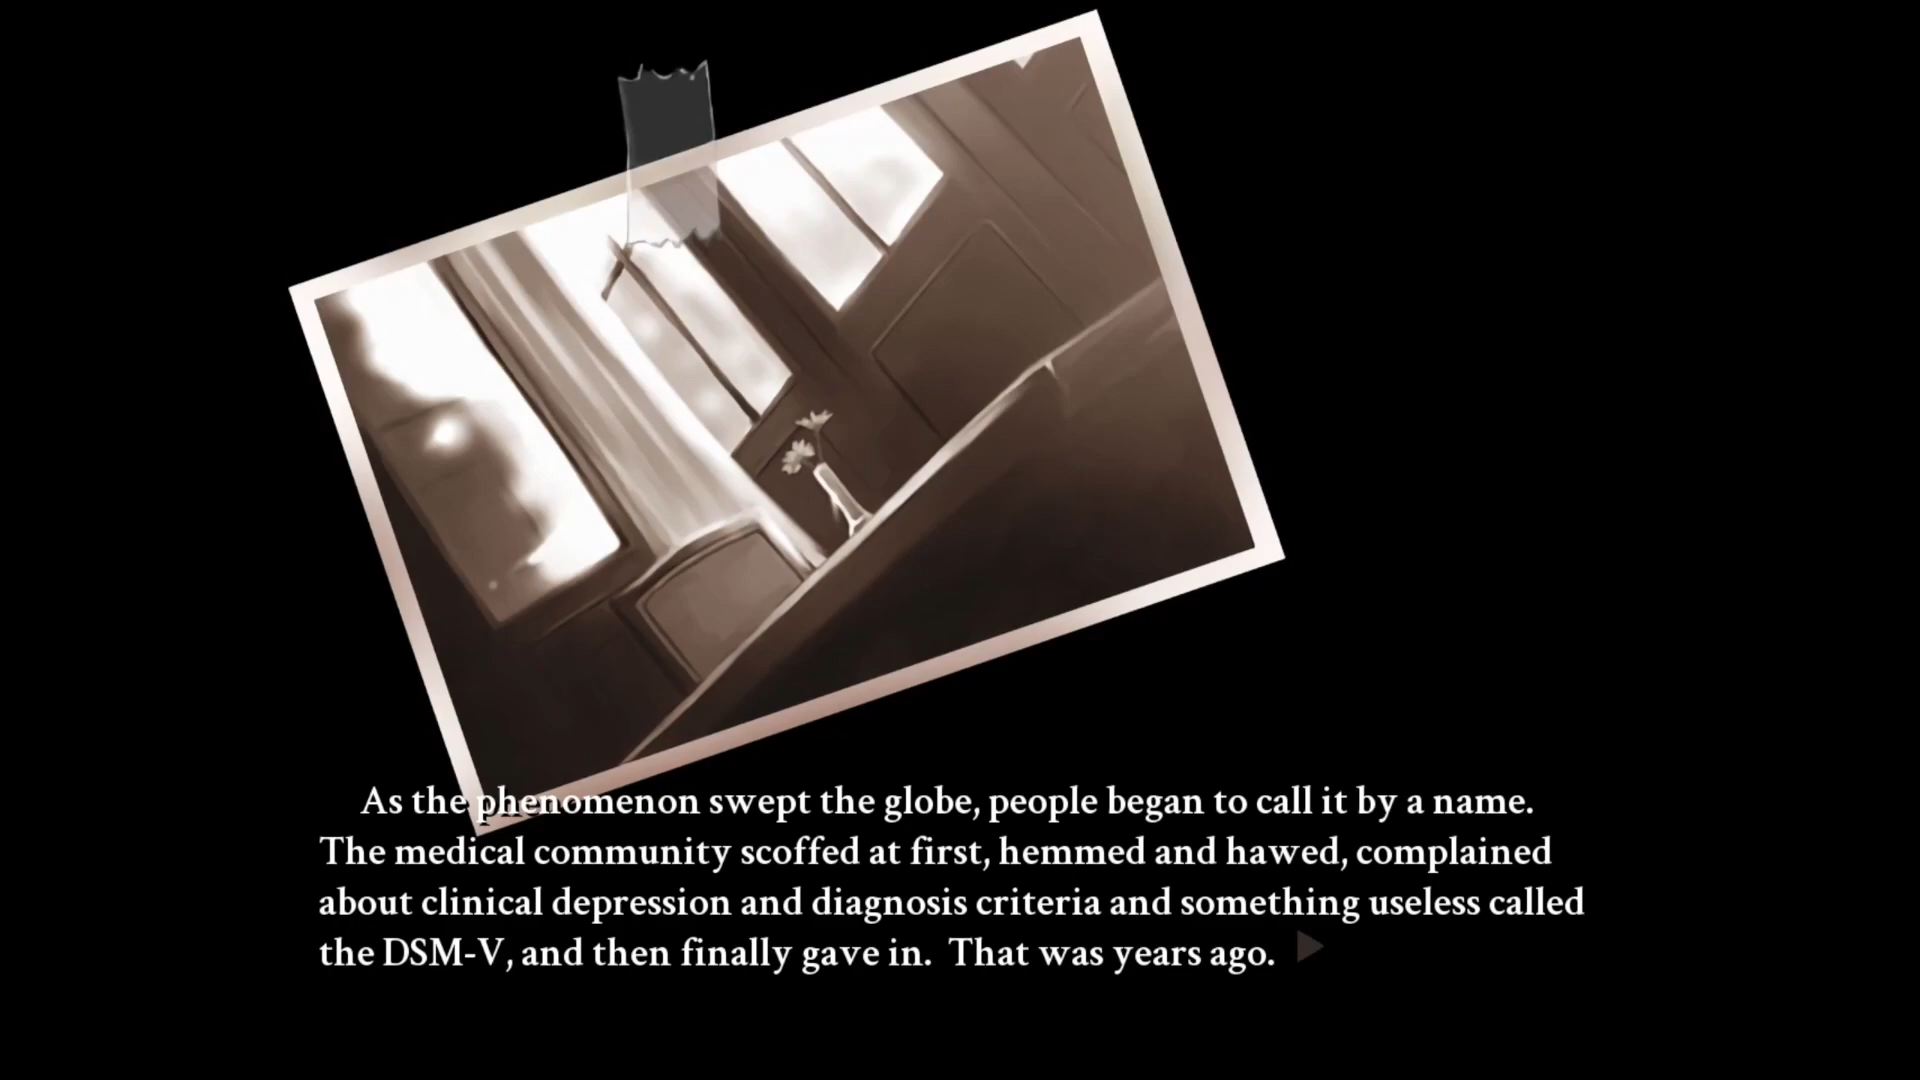 As the phenomenon swept the globe, people began to call it by a name.
The medical community scoffed at first, hemmed and hawed, complained
about clinical depression and diagnosis criteria and something useless called
the DSM-V, and then finally gave in.  That was years ago.